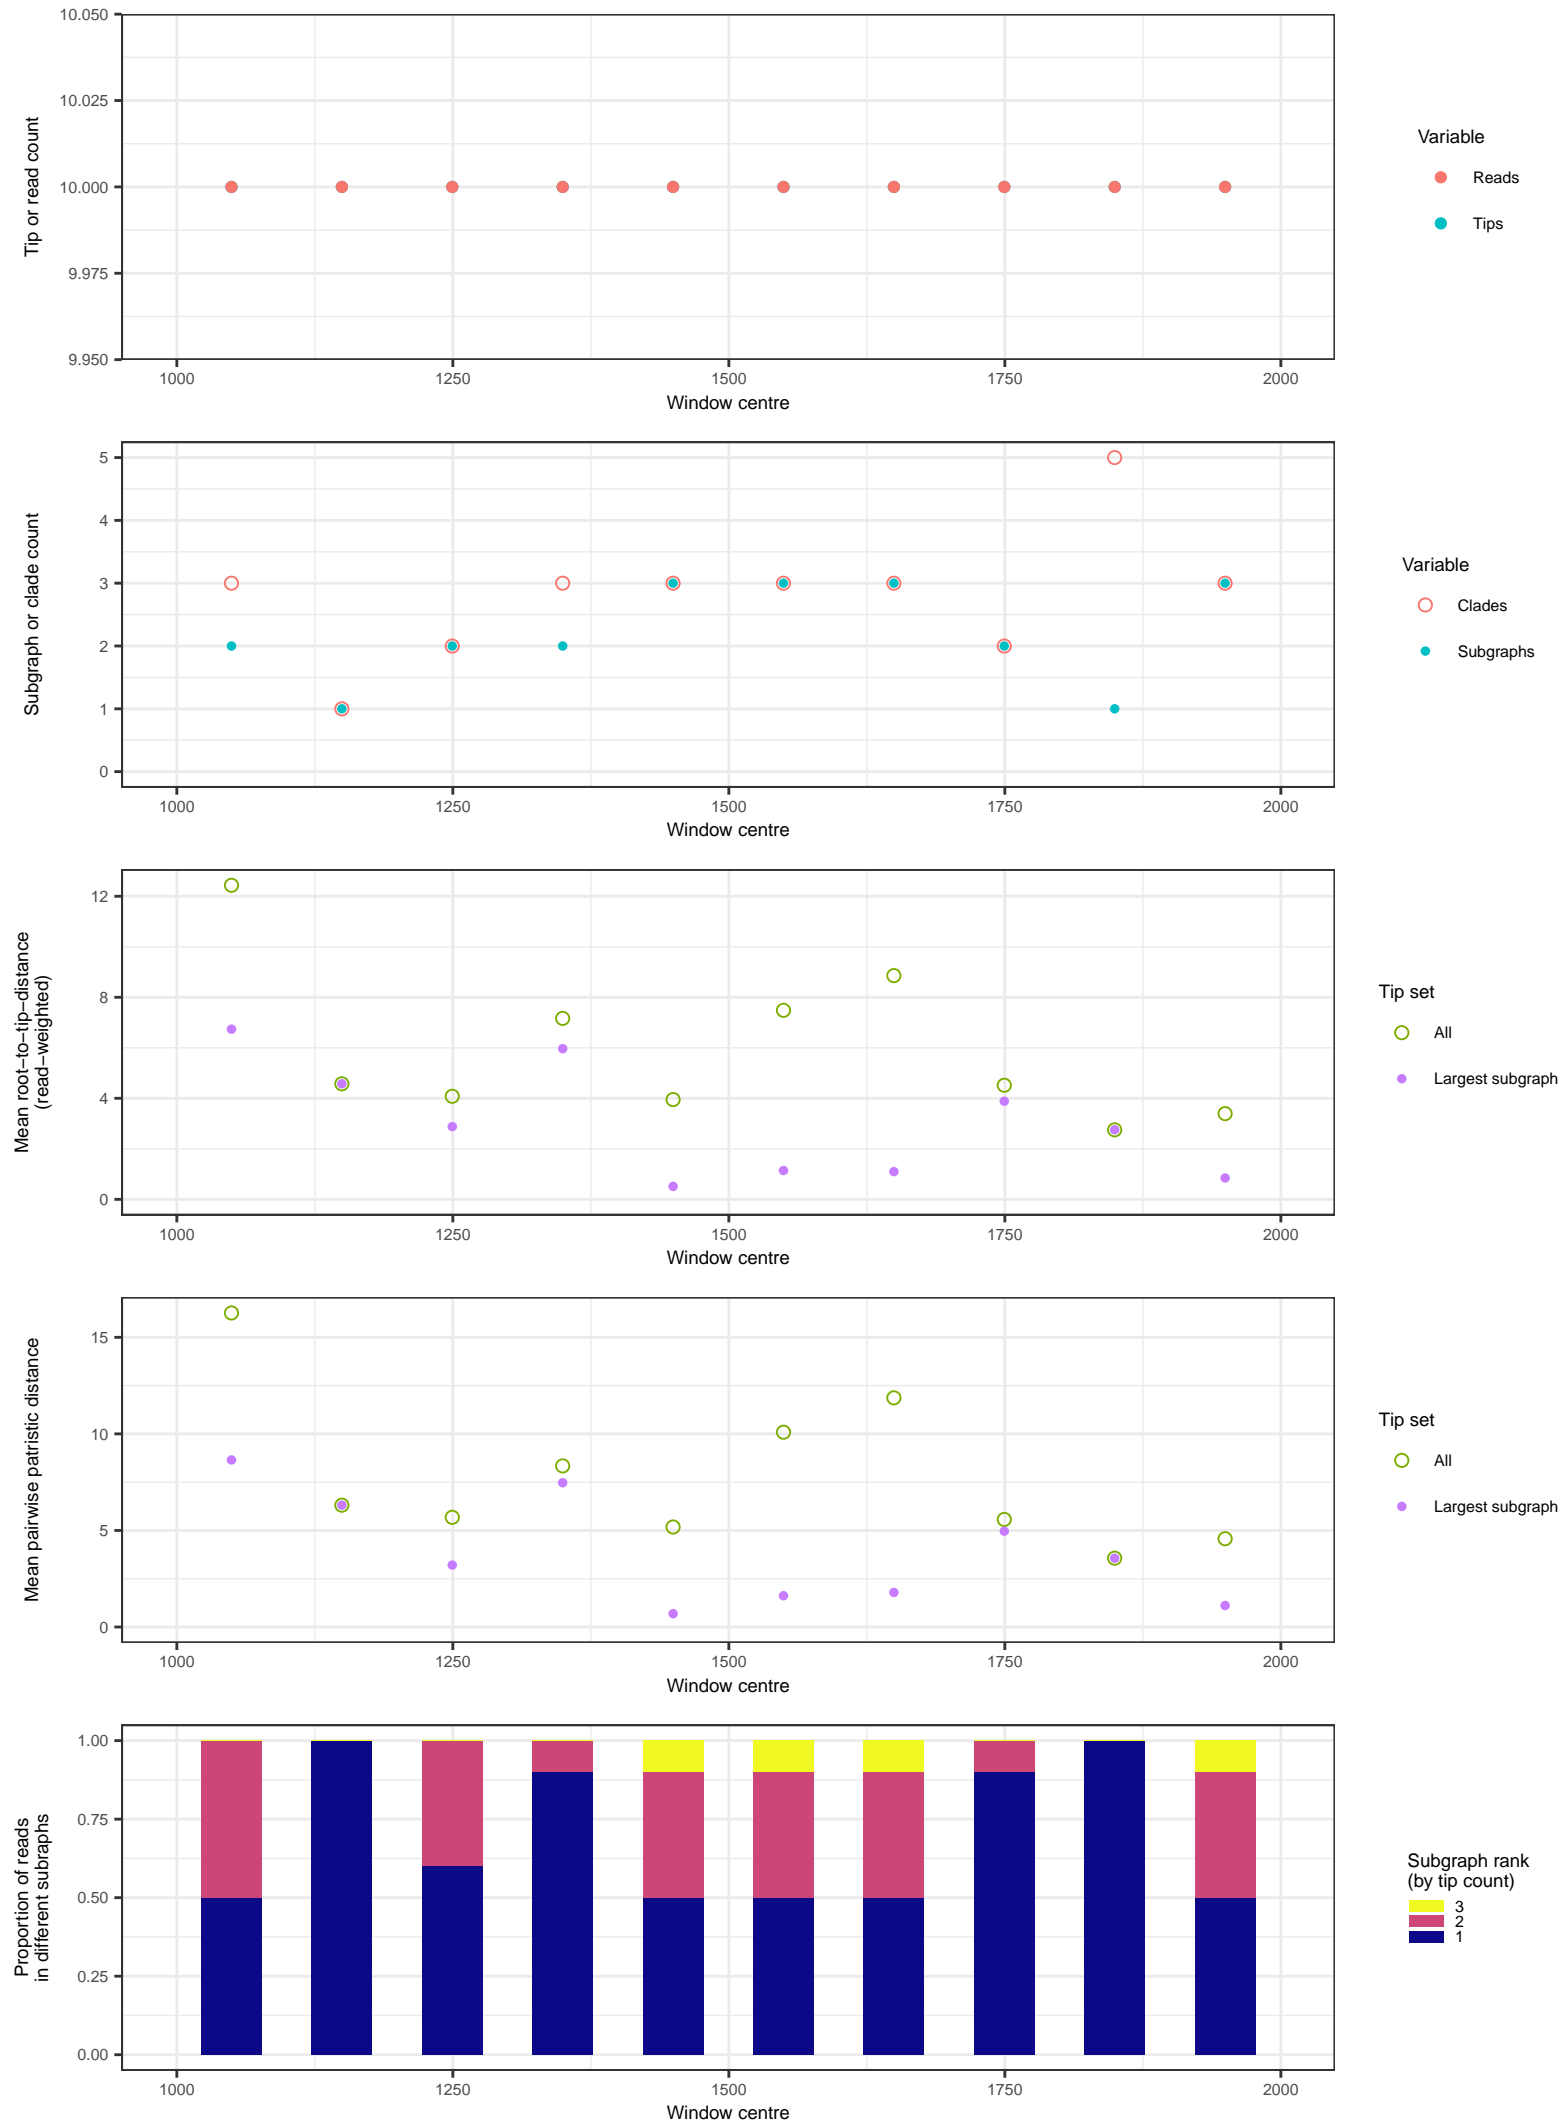 10.050
10.025
10.000
9.975
9.950
Tip or read count
1000 1250 1500 1750 2000
Window centre
Variable
Reads
Tips
5
4
3
2
1
0
Subgraph or clade count
1000 1250 1500 1750 2000
Window centre
Variable
Clades
Subgraphs
12
8
4
0
Mean root−to−tip−distance
(read−weighted)
1000 1250 1500 1750 2000
Window centre
Tip set
All
Largest subgraph
15
10
5
0
Mean pairwise patristic distance
1000 1250 1500 1750 2000
Window centre
Tip set
All
Largest subgraph
1.00
0.75
0.50
0.25
0.00
Proportion of reads
in different subraphs
1000 1250 1500 1750 2000
Window centre
Subgraph rank
(by tip count)
3
2
1